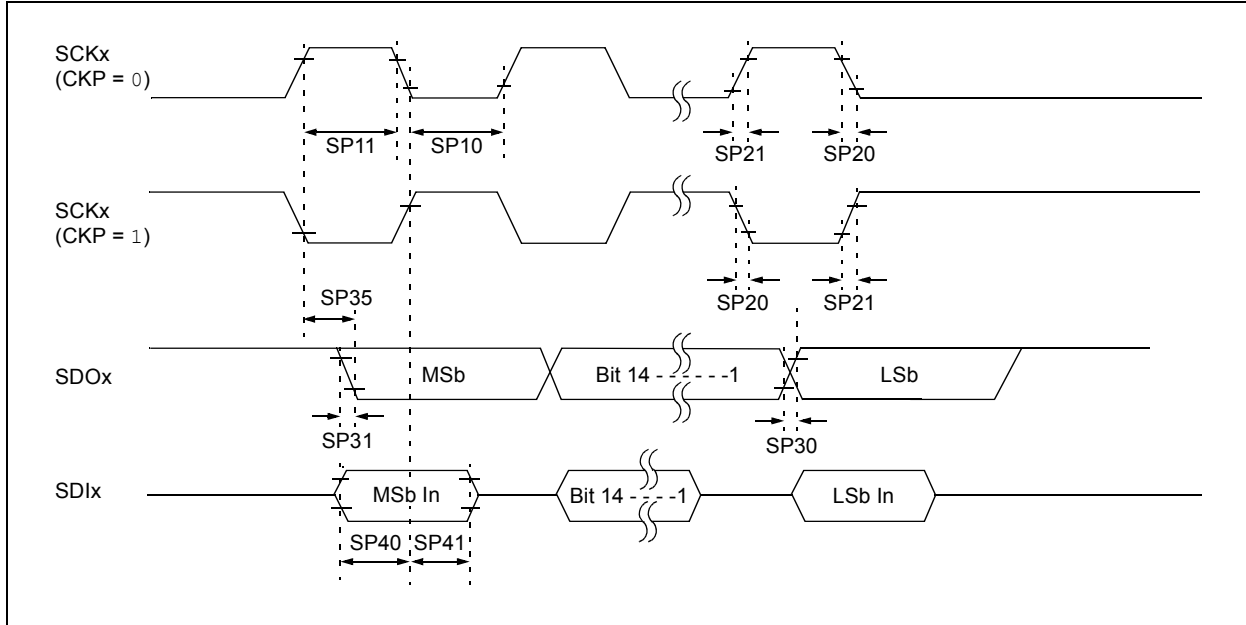 SCKx
(CKP = 0)
SP11
SP10
SP21
SP20
SCKx
(CKP = 1)
SP35
SP20
SP21
SDOx
MSb
Bit 14 - - - - - -1
LSb
SP31
SP30
SDIx
MSb In
Bit 14 - - - -1
LSb In
SP40
SP41